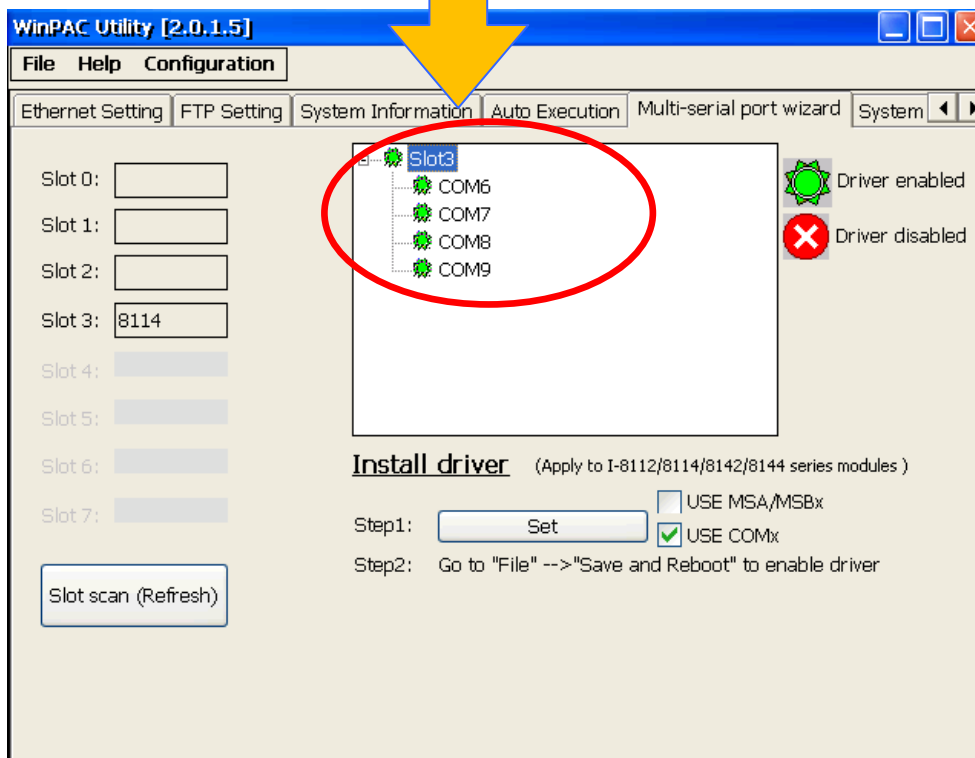 WinPAC Utility [2.0.1.5]
File Help Configuration
Ethernet Setting FTP Setting System Information Auto Execution Multi-serial port wizard System
Slot 0:
Slot 1:
Slot 2:
Slot 3: 8114
Slot 4:
Slot 5:
Slot 6:
Slot 7:
Slot scan (Refresh)
Slot3
COM6
COM7
COM8
COM9
Driver enabled
Driver disabled
Install driver (Apply to I-8112/8114/8142/8144 series modules )
Step1: Set
USE MSA/MSBx
USE COMx
Step2: Go to "File" -->"Save and Reboot" to enable driver